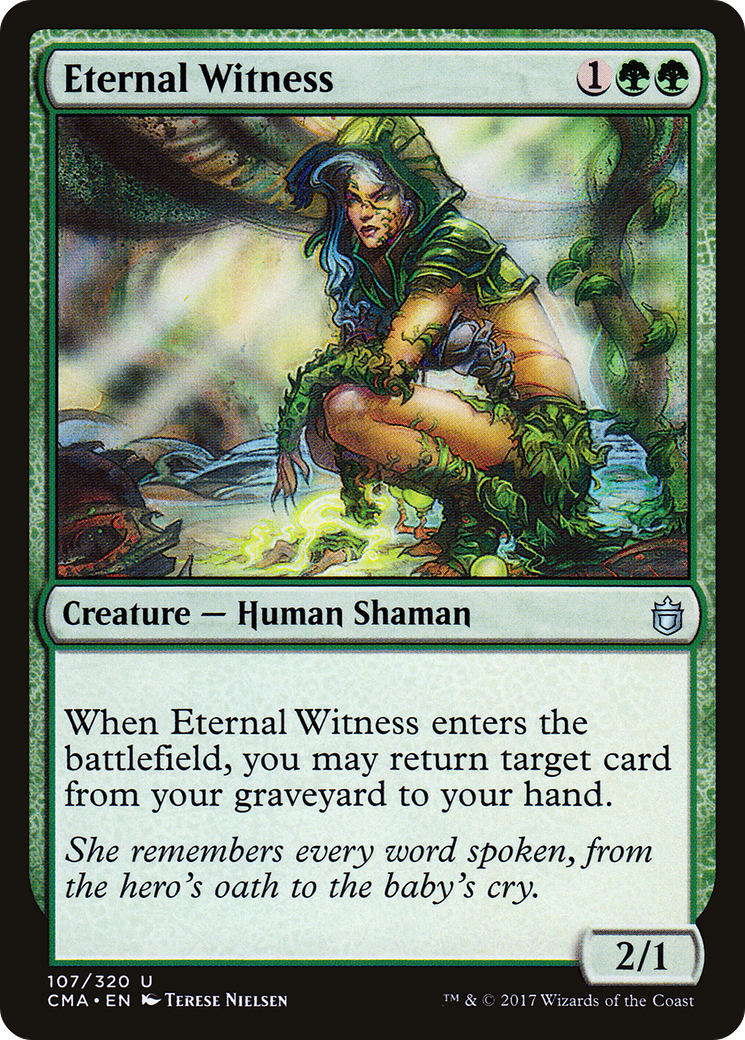 Eternal Witness 1
Creature — Human Shaman
When Eternal Witness enters the
battlefield, you may return target card
from your graveyard to your hand.
She remembers every word spoken, from
the hero's oath to the baby's cry.
2/1
107/320 U
CMA • EN Terese Nielsen
™ & © 2017 Wizards of the Coast